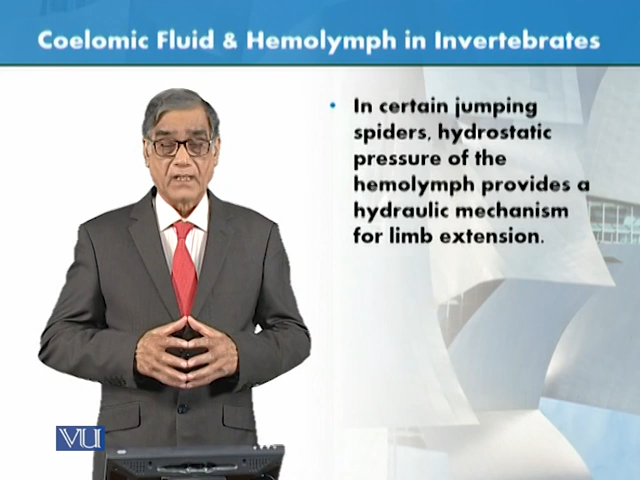 Coelomic Fluid & Hemolymph in Invertebrates
• In certain jumping
spiders, hydrostatic
pressure of the
hemolymph provides a
hydraulic mechanism
for limb extension.
VU